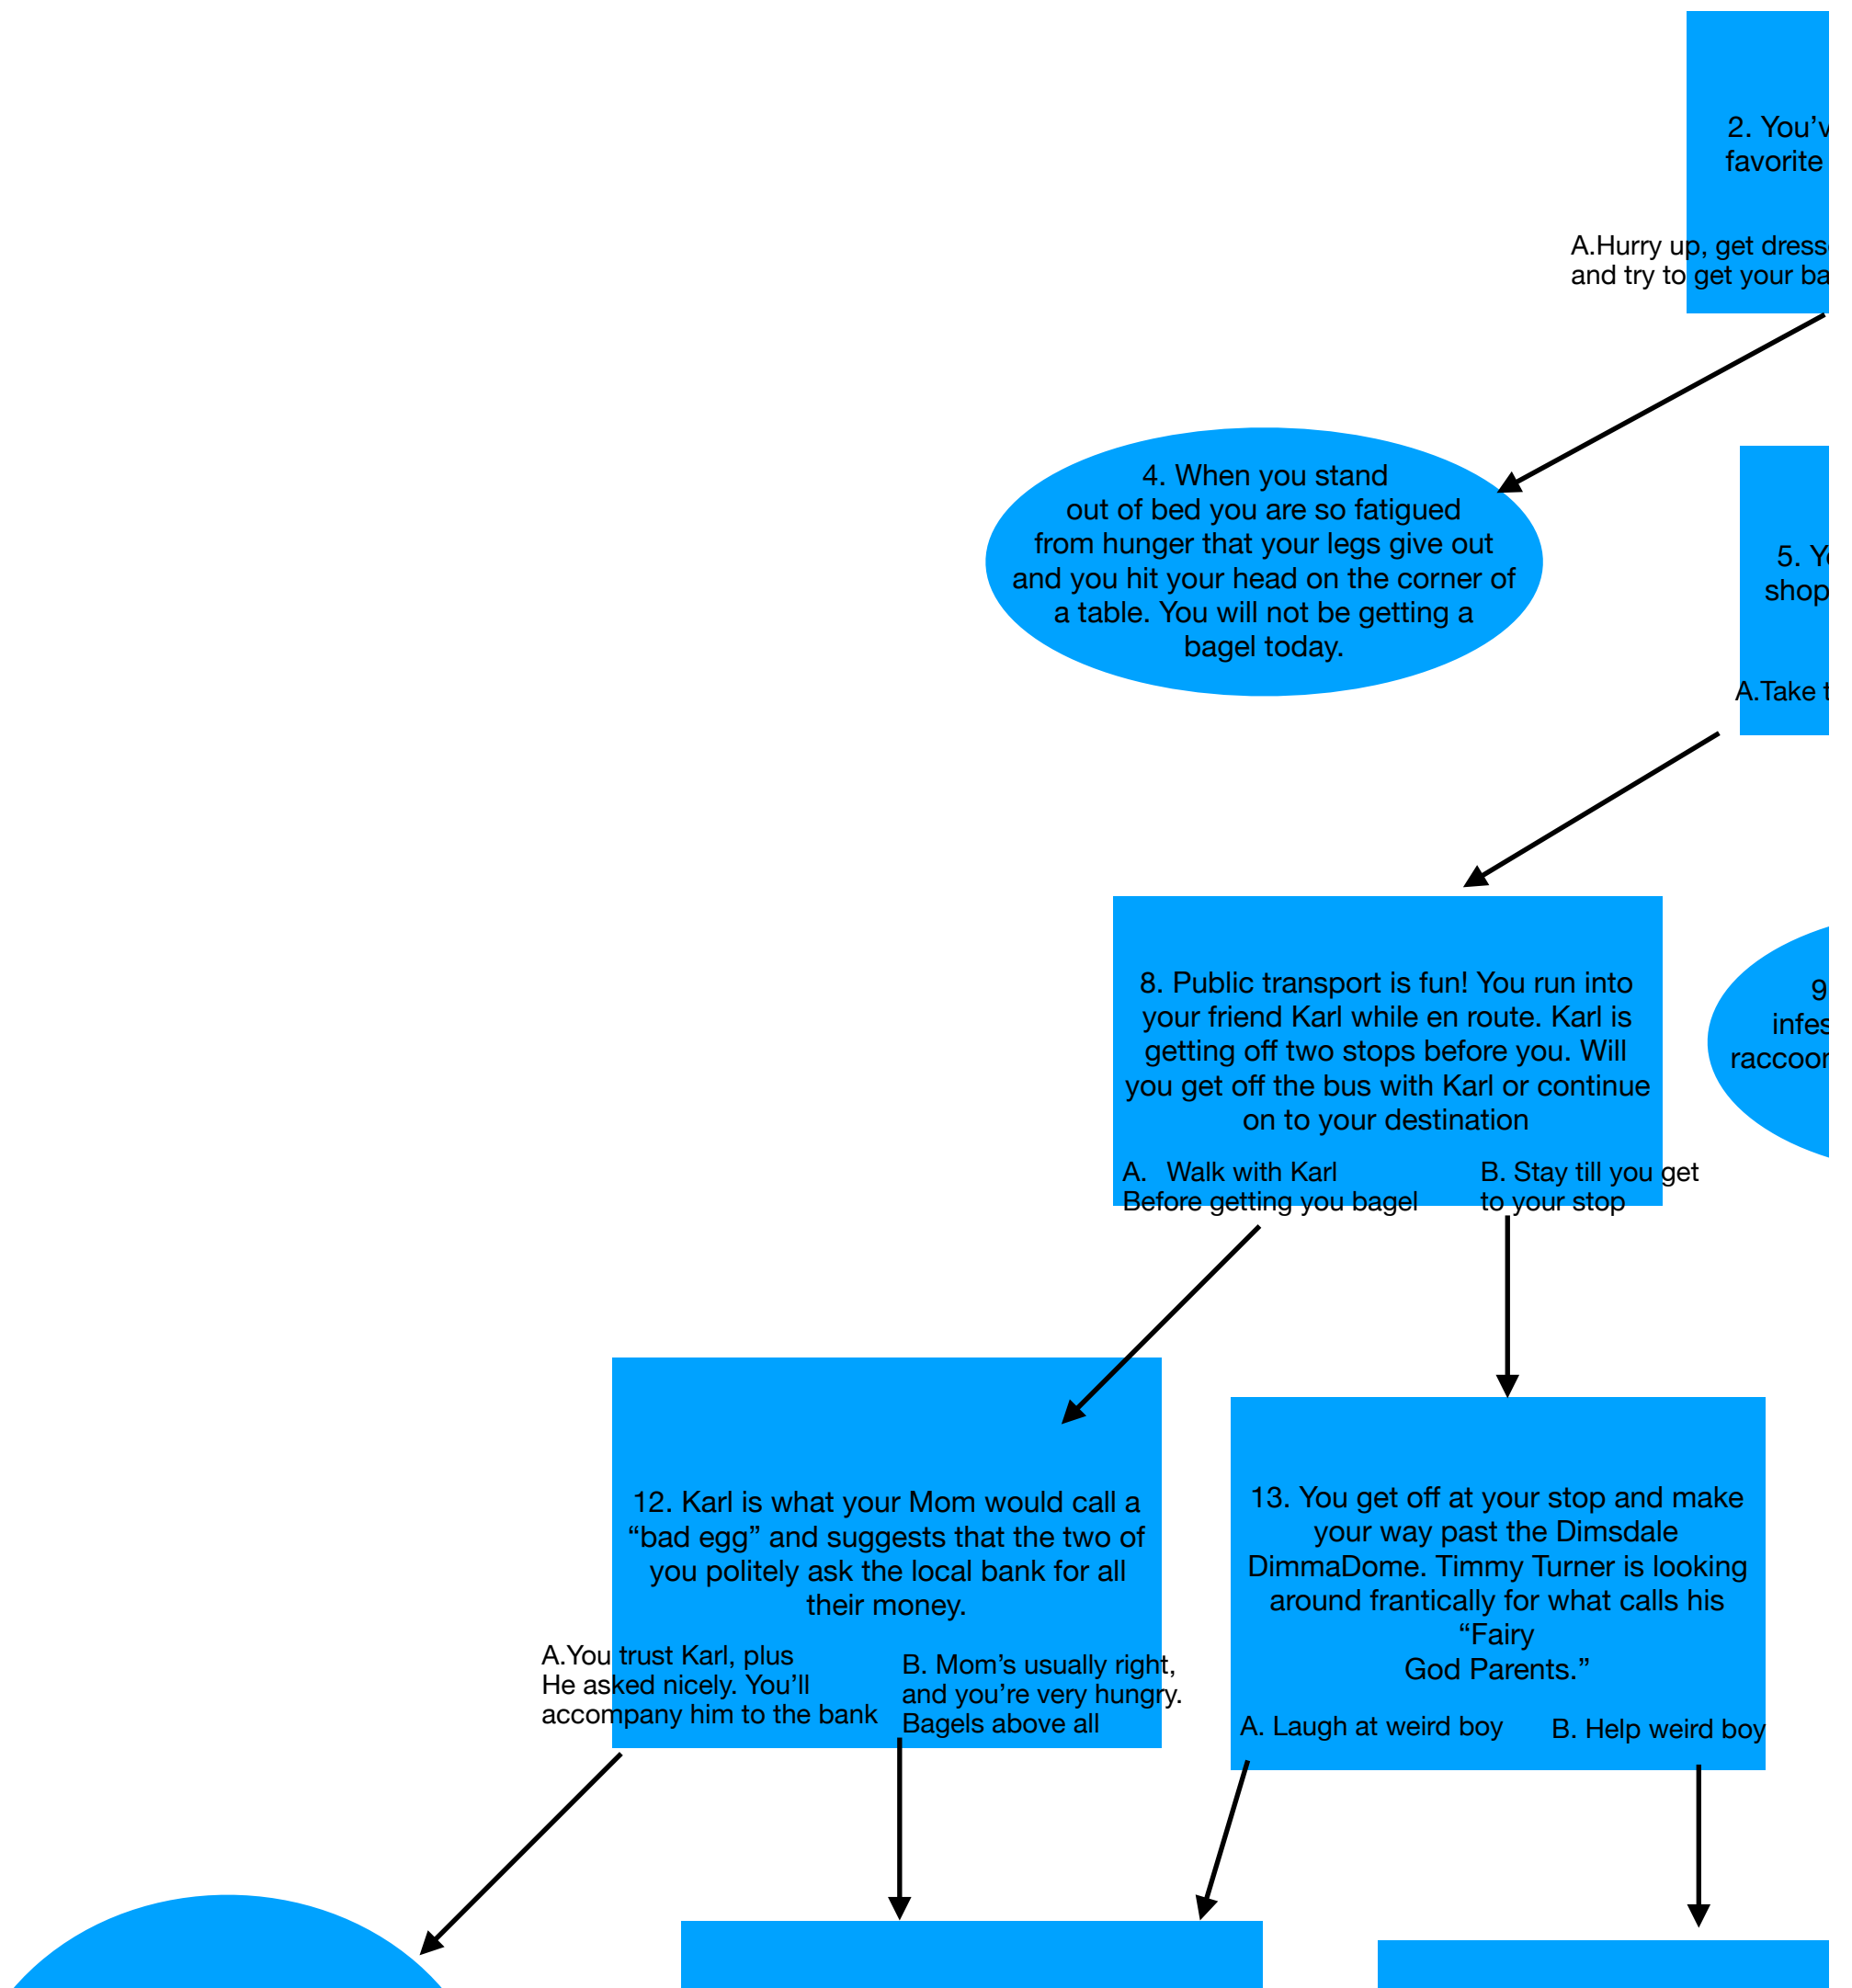 2. You'v
favorite
A.Hurry up, get dress
and try to get your ba
4. When you stand
out of bed you are so fatigued
from hunger that your legs give out
and you hit your head on the corner of
a table. You will not be getting a
bagel today.
5. Y
shop
A.Take t
8. Public transport is fun! You run into
your friend Karl while en route. Karl is
getting off two stops before you. Will
you get off the bus with Karl or continue
on to your destination
A. Walk with Karl
Before getting you bagel
B. Stay till you get
to your stop
9
infes
raccoon
12. Karl is what your Mom would call a
“bad egg” and suggests that the two of
you politely ask the local bank for all
their money.
A.You trust Karl, plus
He asked nicely. You’ll
accompany him to the bank
B. Mom’s usually right,
and you’re very hungry.
Bagels above all
13. You get off at your stop and make
your way past the Dimsdale
DimmaDome. Timmy Turner is looking
around frantically for what calls his
“Fairy
God Parents.”
A. Laugh at weird boy
B. Help weird boy